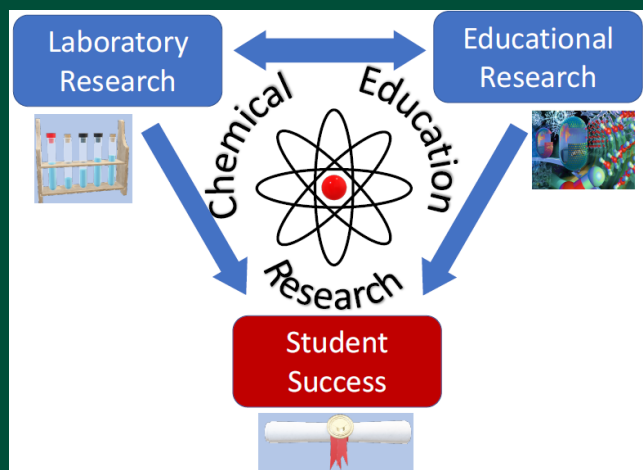 Laboratory
Research
Educational
Research
Chemical
Education
Research
Student
Success